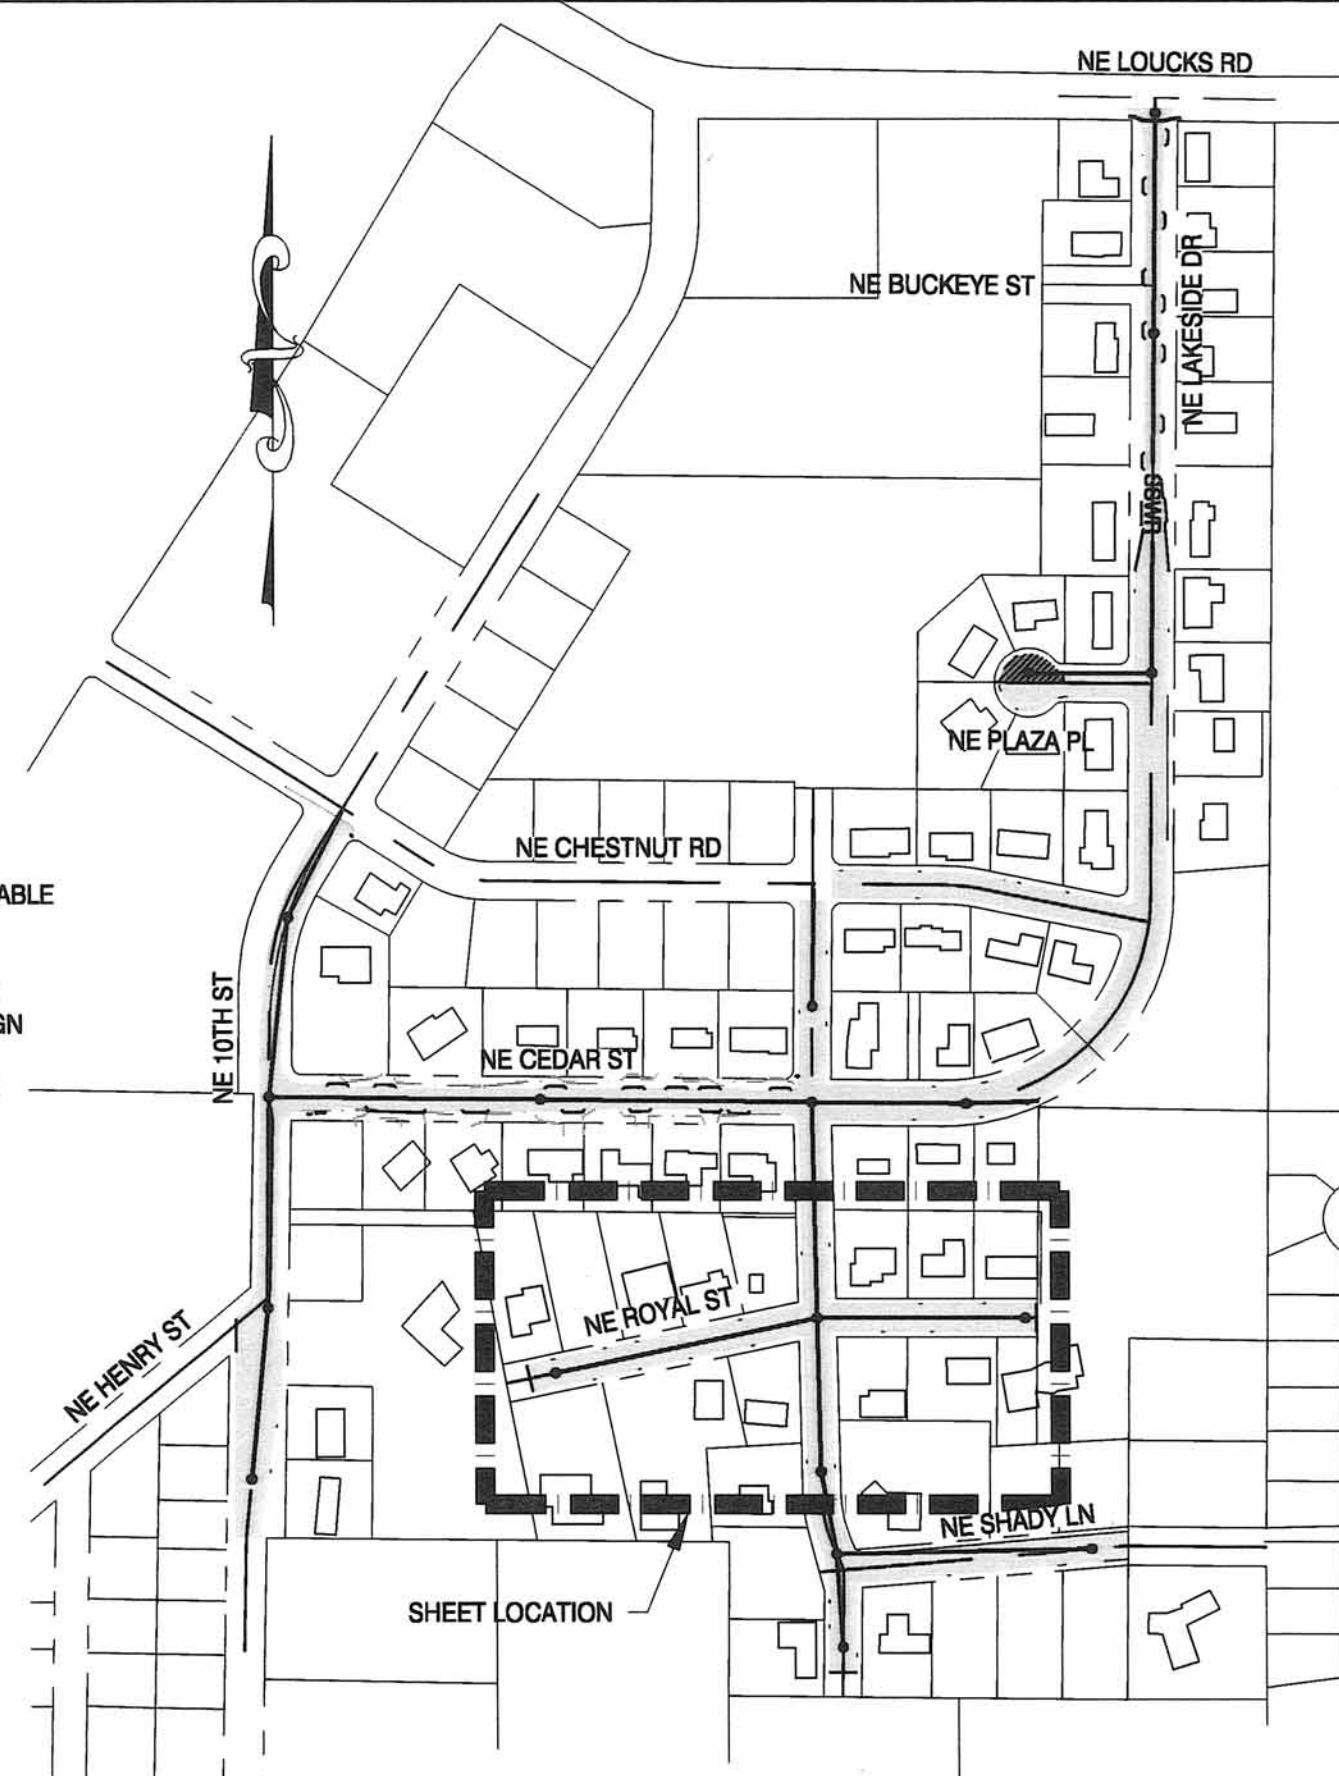 NE LOUCKS RD
NE BUCKEYE ST
NE LAKESIDE DR
NE PLAZA PL
NE CHESTNUT RD
ABLE
GN
NE 10TH ST
NE CEDAR ST
NE ROYAL ST
NE HENRY ST
NE SHADY LN
SHEET LOCATION